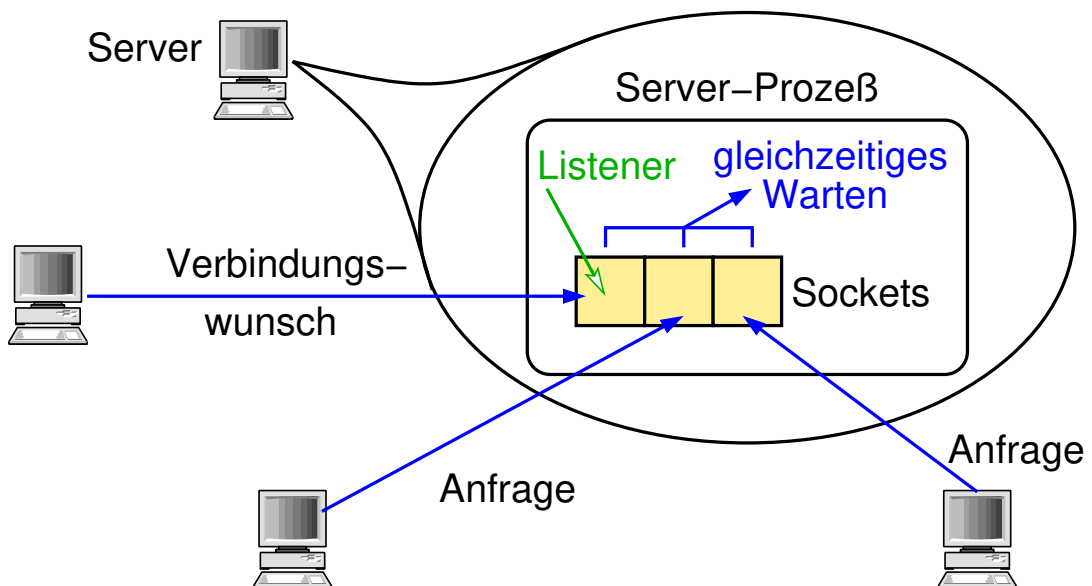 Server
Server−Prozeß
Listener
gleichzeitiges
Warten
Verbindungs−
wunsch
Sockets
Anfrage
Anfrage